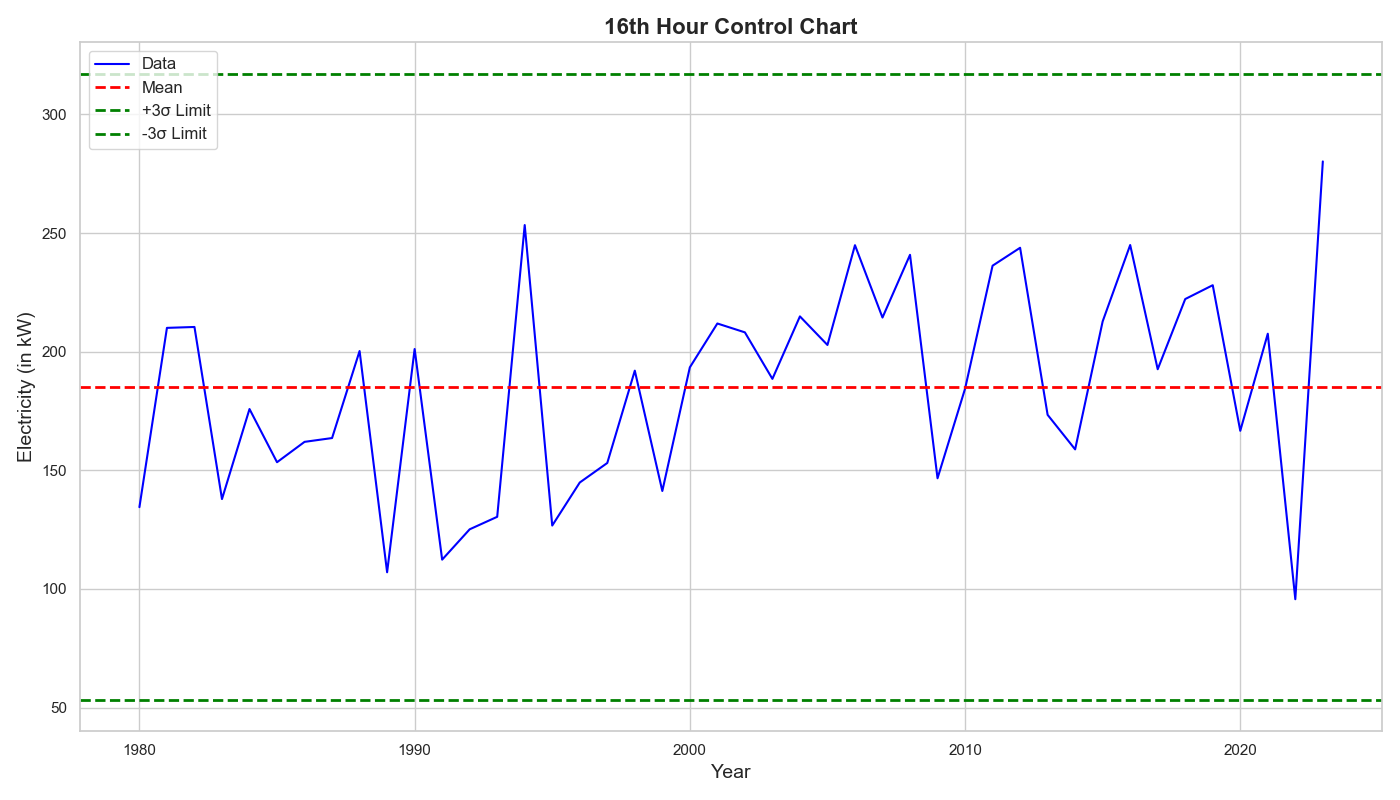 16th Hour Control Chart
Data
Mean
+3σ Limit
-3σ Limit
Electricity (in kW)
300
250
200
150
100
50
1980
1990
2000
2010
2020
Year